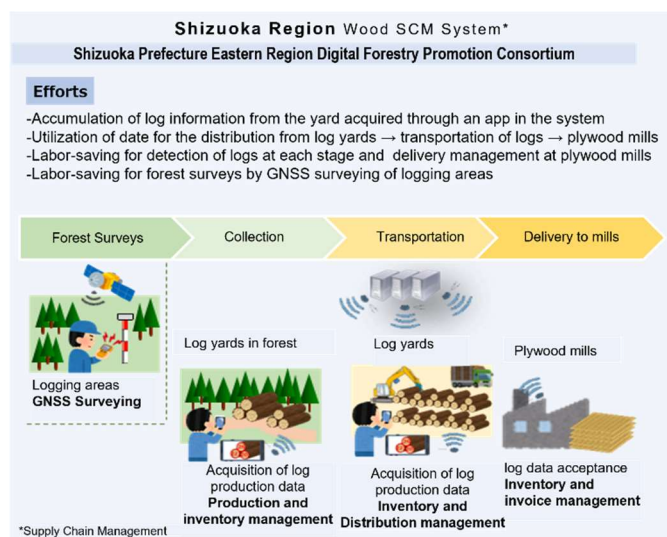 Shizuoka Region Wood SCM System*
Shizuoka Prefecture Eastern Region Digital Forestry Promotion Consortium
Efforts
-Accumulation of log information from the yard acquired through an app in the system
-Utilization of date for the distribution from log yards → transportation of logs → plywood mills
-Labor-saving for detection of logs at each stage and delivery management at plywood mills
-Labor-saving for forest surveys by GNSS surveying of logging areas
Forest Surveys
Collection
Transportation
Delivery to mills
Logging areas
GNSS Surveying
Log yards in forest
Acquisition of log
production data
Production and
inventory management
Log yards
Acquisition of log
production data
Inventory and
Distribution management
Plywood mills
log data acceptance
Inventory and
invoice management
*Supply Chain Management